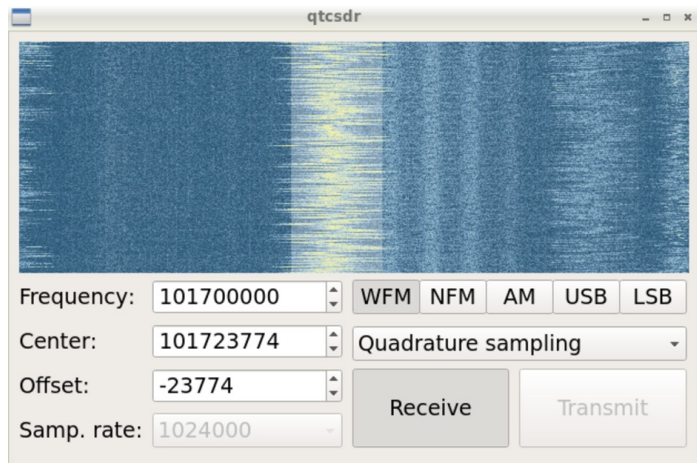 qtcsdr
Frequency: 101700000 WFM NFM AM USB LSB
Center: 101723774 Quadrature sampling
Offset: -23774
Receive Transmit
Samp. rate: 1024000